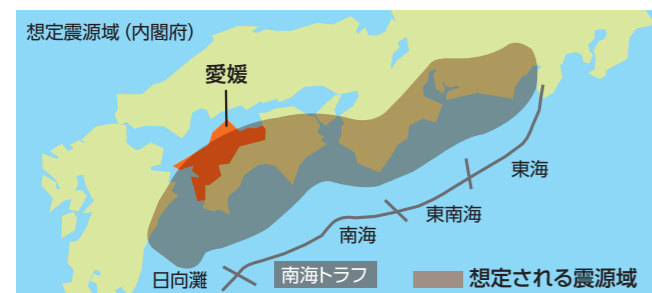 想定震源域（内閣府）
愛媛
東海
東南海
南海
日向灘
南海トラフ
想定される震源域